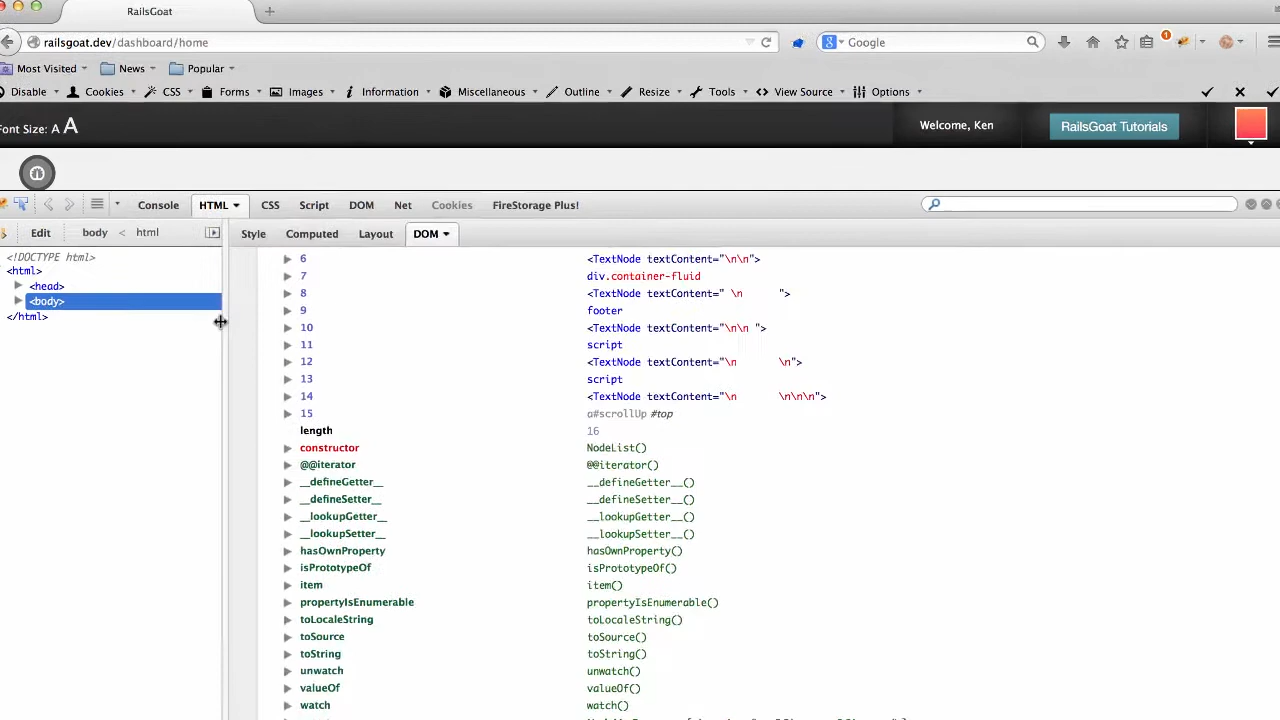 RailsGoat
railsgoat.dev/dashboard/home
Google
1
Most Visited News Popular
Disable Cookies CSS Forms Images Information Miscellaneous Outline Resize Tools View Source Options
Font Size: A A
Welcome, Ken
RailsGoat Tutorials
Console HTML CSS Script DOM Net Cookies FireStorage Plus!
Edit body < html
Style Computed Layout DOM
<!DOCTYPE html>
<html>
<head>
<body>
</html>
6 <TextNode textContent="\n\n">
7 div.container-fluid
8 <TextNode textContent=" \n ">
9 footer
10 <TextNode textContent="\n\n ">
11 script
12 <TextNode textContent="\n \n">
13 script
14 <TextNode textContent="\n \n\n\n">
15 a#scrollUp #top
length 16
constructor NodeList()
@@iterator @@iterator()
__defineGetter__ __defineGetter__()
__defineSetter__ __defineSetter__()
__lookupGetter__ __lookupGetter__()
__lookupSetter__ __lookupSetter__()
hasOwnProperty hasOwnProperty()
isPrototypeOf isPrototypeOf()
item item()
propertyIsEnumerable propertyIsEnumerable()
toLocaleString toLocaleString()
toSource toSource()
toString toString()
unwatch unwatch()
valueOf valueOf()
watch watch()